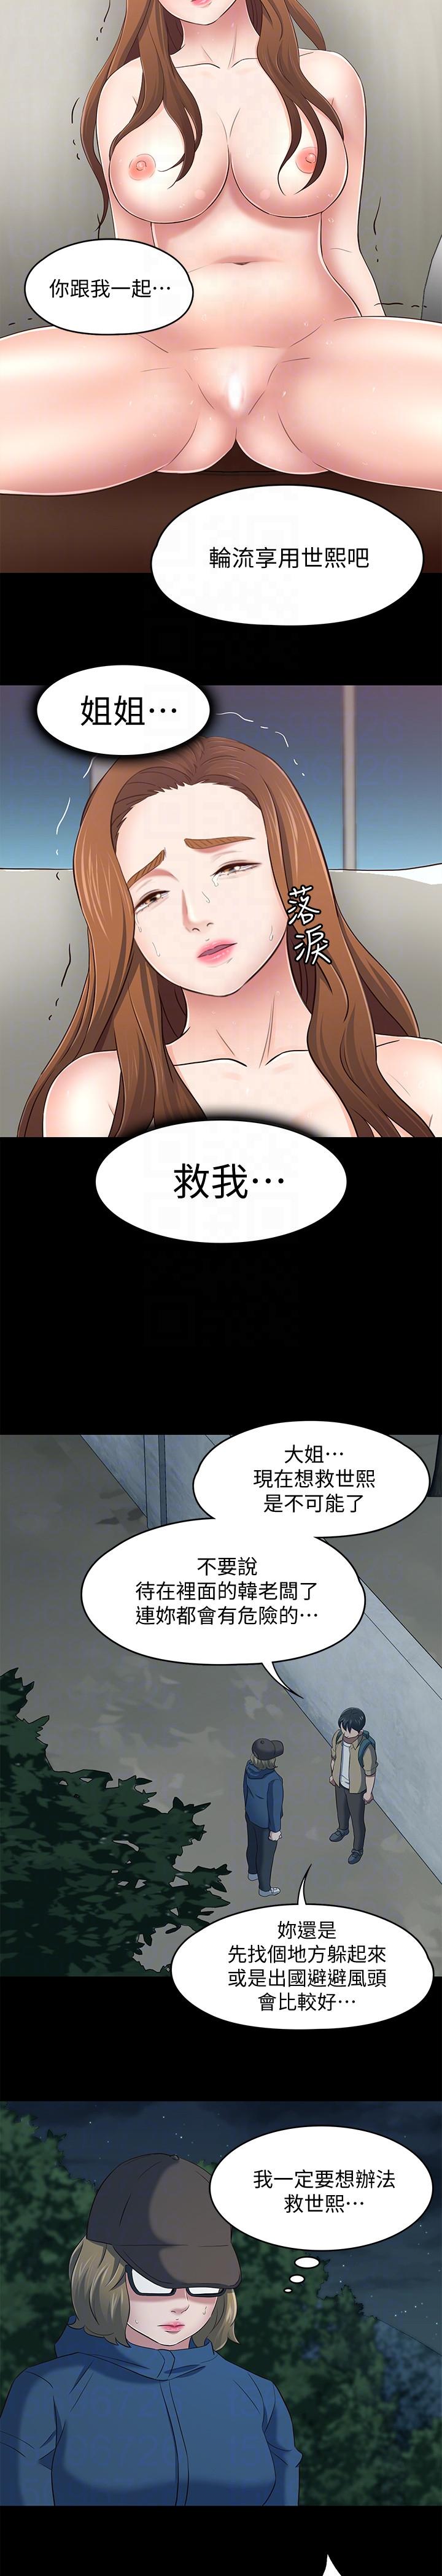 你跟我一起…
輪流享用世熙吧
姐姐…
落淚
救我…
大姐…
現在想救世熙
是不可能了
不要說
待在裡面的韓老闆了
連妳都會有危險的…
妳還是
先找個地方躲起來
或是出國避避風頭
會比較好…
我一定要想辦法
救世熙…